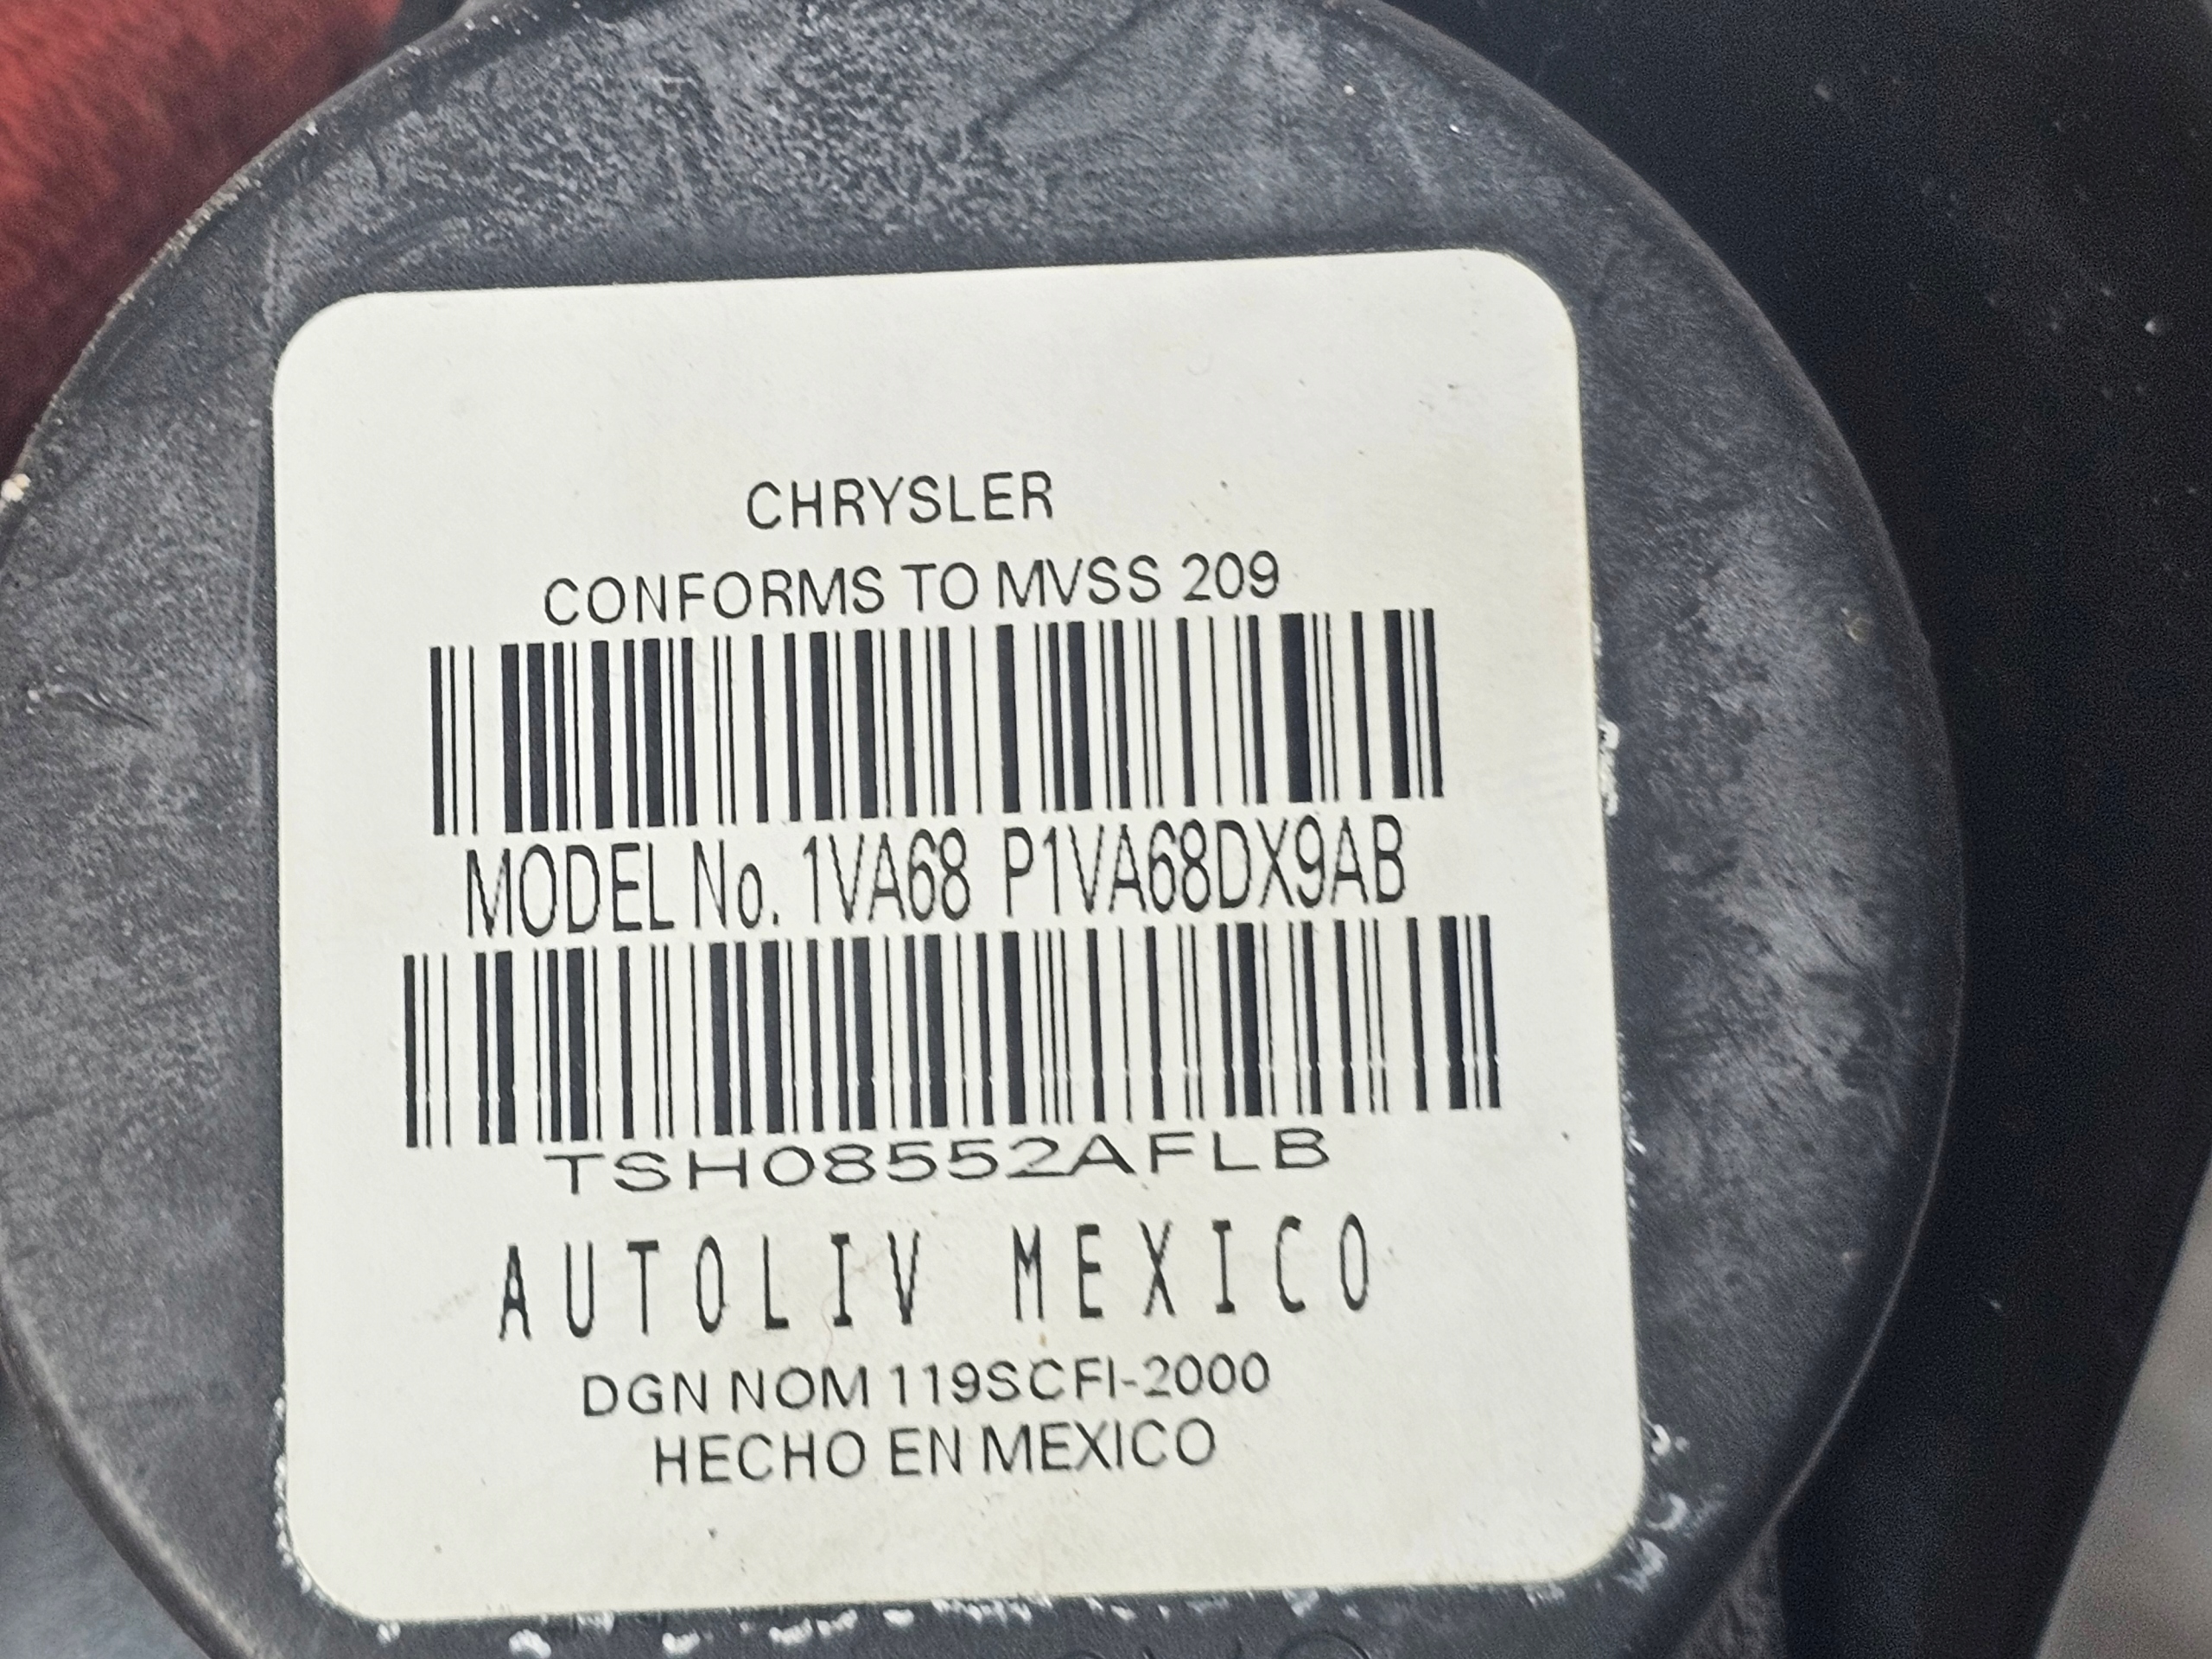 CHRYSLER
CONFORMS TO MVSS 209
MODEL No. 1VA68 P1VA68DX9AB
TSH08552AFLB
AUTOLIV MEXICO
DGN NOM 119SCFI-2000
HECHO EN MEXICO